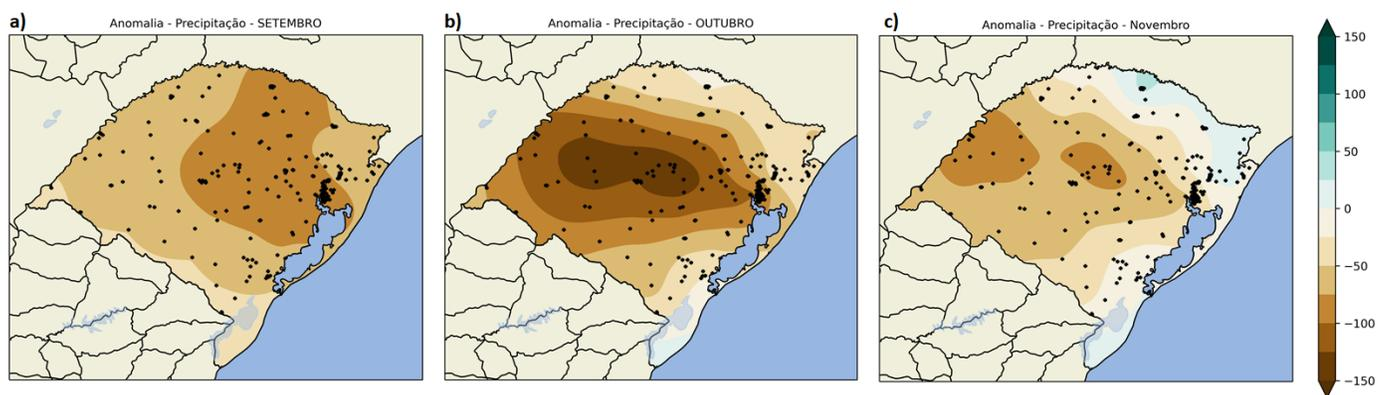 a) Anomalia - Precipitação - SETEMBRO
b) Anomalia - Precipitação - OUTUBRO
c) Anomalia - Precipitação - Novembro
150
100
50
0
−50
−100
−150